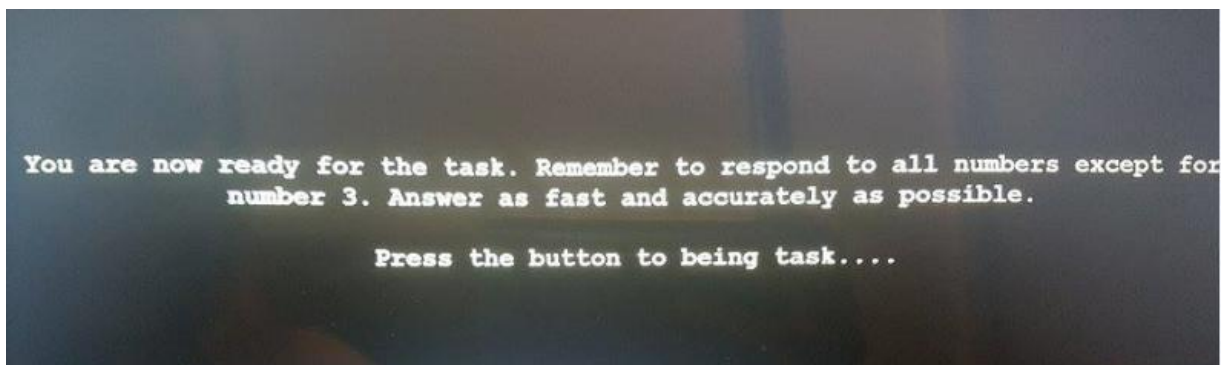 You are now ready for the task. Remember to respond to all numbers except for
number 3. Answer as fast and accurately as possible.
Press the button to being task....